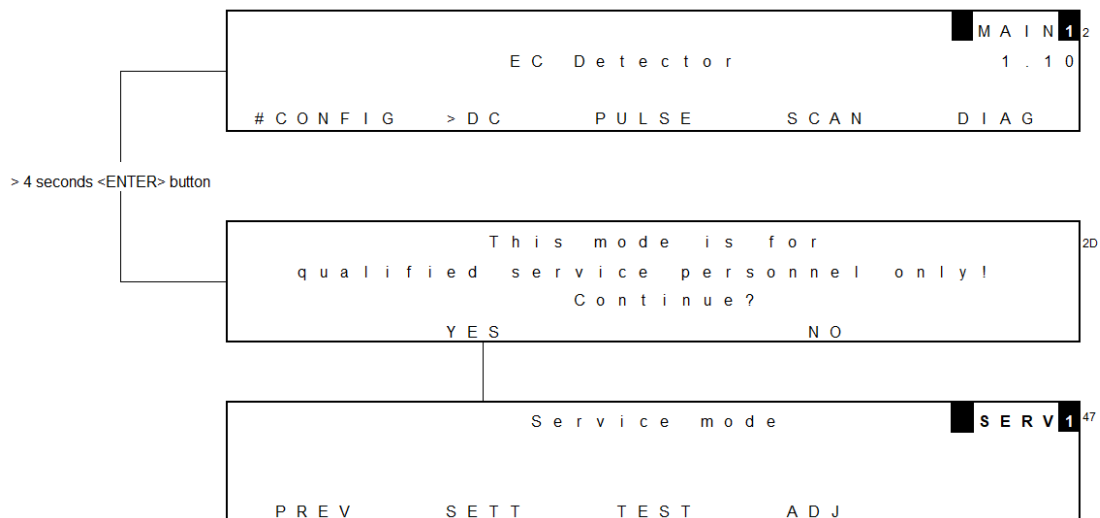 MAIN1 2
EC Detector 1.10
#CONFIG >DC PULSE SCAN DIAG
> 4 seconds <ENTER> button
This mode is for 2D
qualified service personnel only!
Continue?
YES NO
Service mode SERV1 47
PREV SETT TEST ADJ